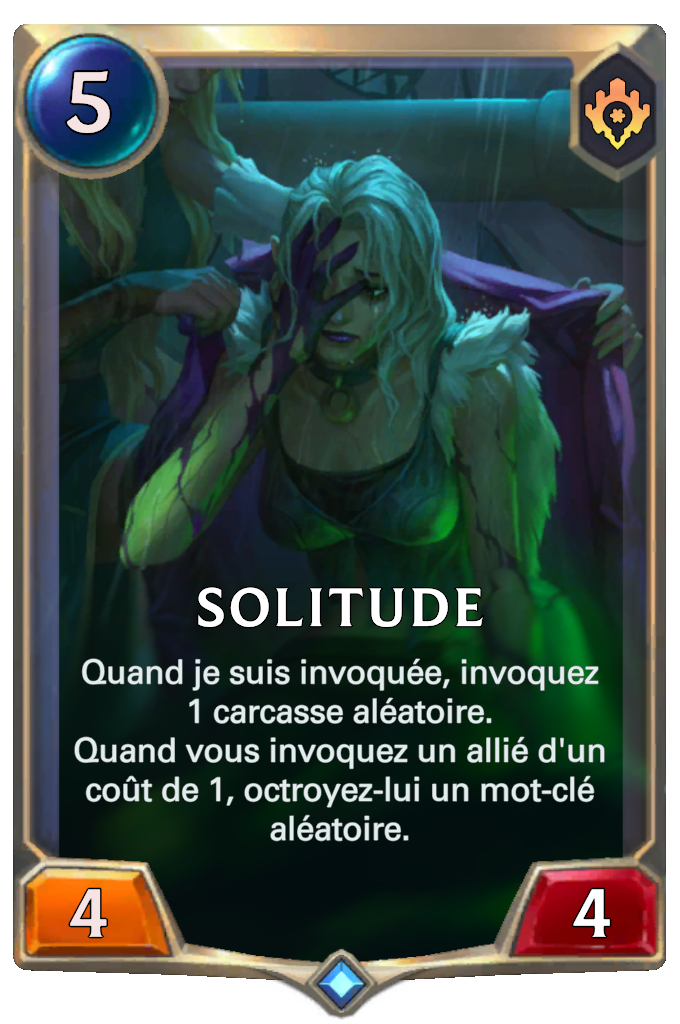 5
SOLITUDE
Quand je suis invoquée, invoquez
1 carcasse aléatoire.
Quand vous invoquez un allié d'un
coût de 1, octroyez-lui un mot-clé
aléatoire.
4
4